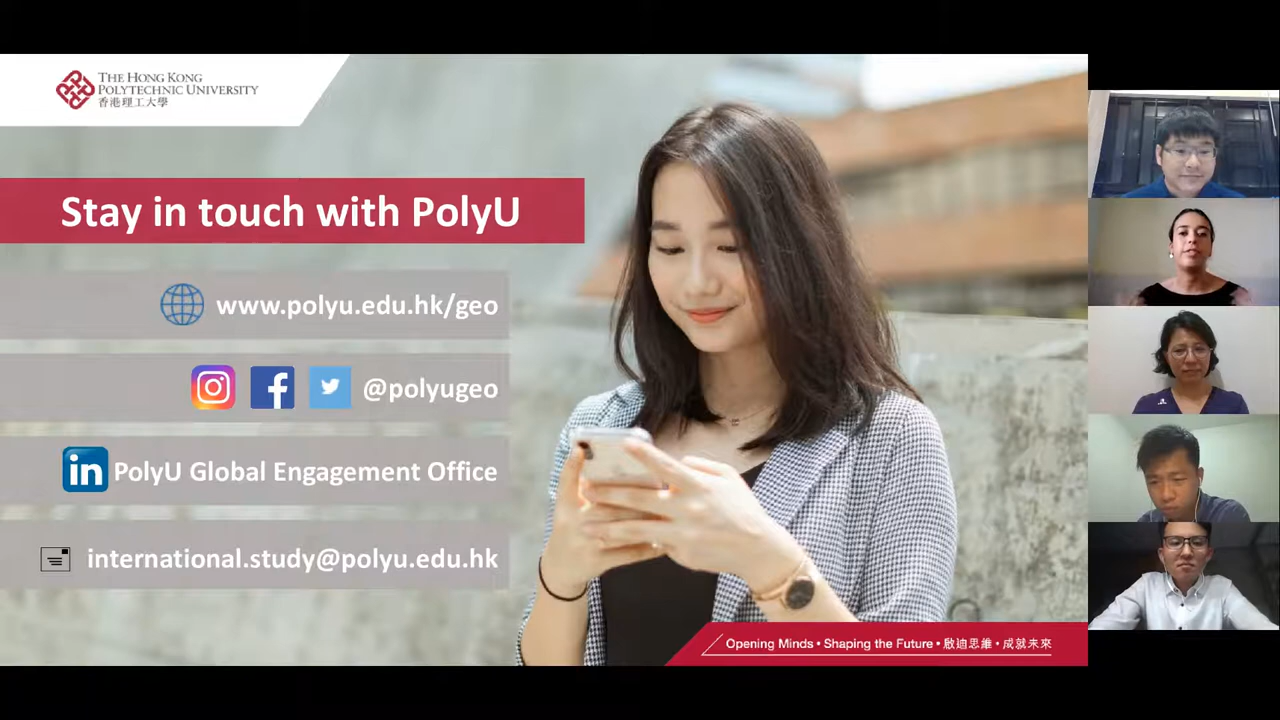 THE HONG KONG
POLYTECHNIC UNIVERSITY
香港理工大學
Stay in touch with PolyU
www.polyu.edu.hk/geo
@polyugeo
in PolyU Global Engagement Office
international.study@polyu.edu.hk
Opening Minds • Shaping the Future • 啟迪思維 • 成就未來